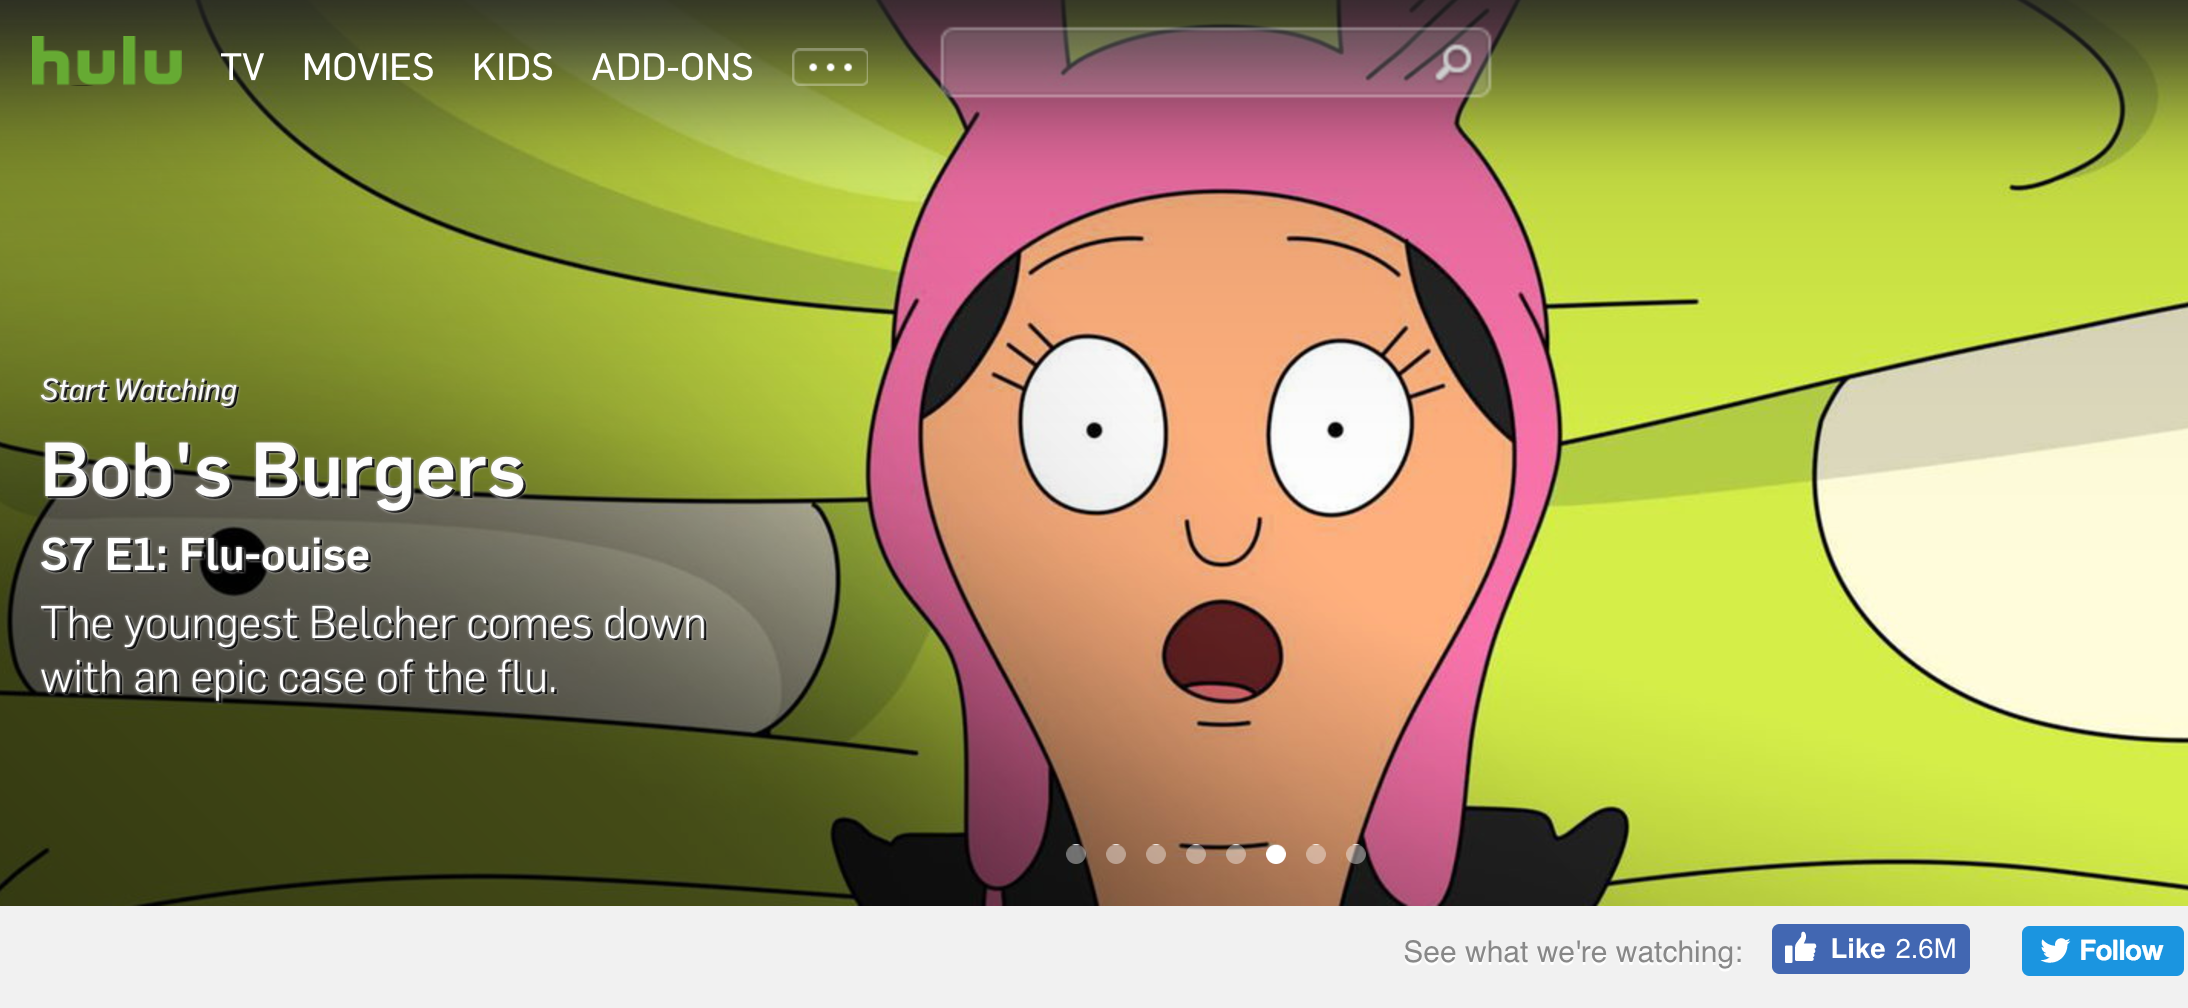 hulu TV MOVIES KIDS ADD-ONS
Start Watching
Bob's Burgers
S7 E1: Flu-ouise
The youngest Belcher comes down
with an epic case of the flu.
See what we're watching: Like 2.6M Follow